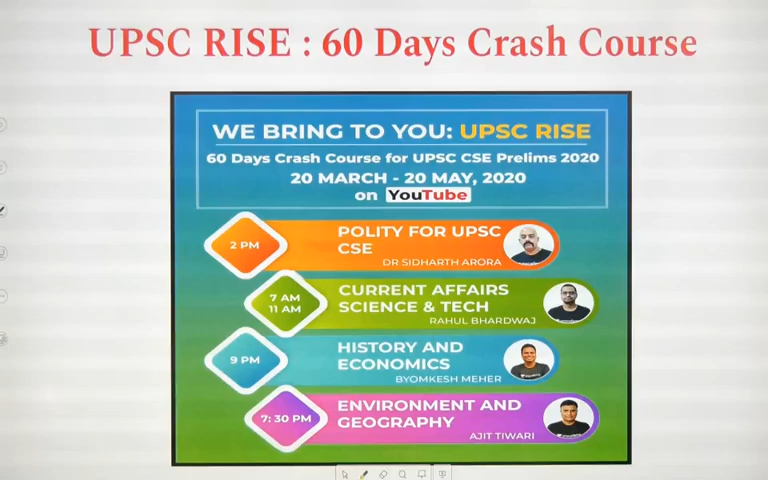 UPSC RISE : 60 Days Crash Course
WE BRING TO YOU: UPSC RISE
60 Days Crash Course for UPSC CSE Prelims 2020
20 MARCH - 20 MAY, 2020
on YouTube
2 PM
POLITY FOR UPSC
CSE
DR SIDHARTH ARORA
7 AM
11 AM
CURRENT AFFAIRS
SCIENCE & TECH
RAHUL BHARDWAJ
9 PM
HISTORY AND
ECONOMICS
BYOMKESH MEHER
7: 30 PM
ENVIRONMENT AND
GEOGRAPHY
AJIT TIWARI